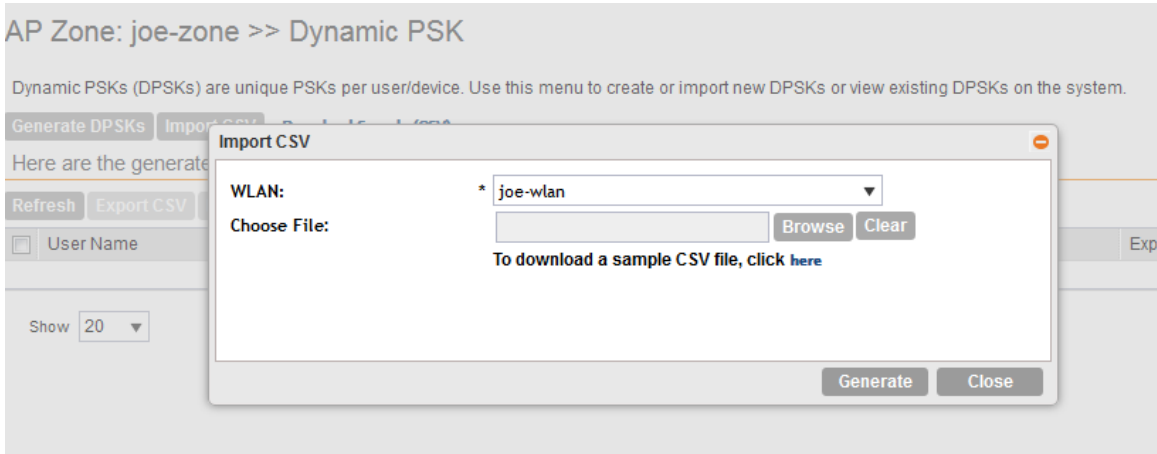 AP Zone: joe-zone >> Dynamic PSK
Dynamic PSKs (DPSKs) are unique PSKs per user/device. Use this menu to create or import new DPSKs or view existing DPSKs on the system.
Generate DPSKs Import CSV
Import CSV
Here are the generate
WLAN: * joe-wlan
Refresh Export CSV
Choose File: Browse Clear
User Name Exp
To download a sample CSV file, click here
Show 20
Generate Close